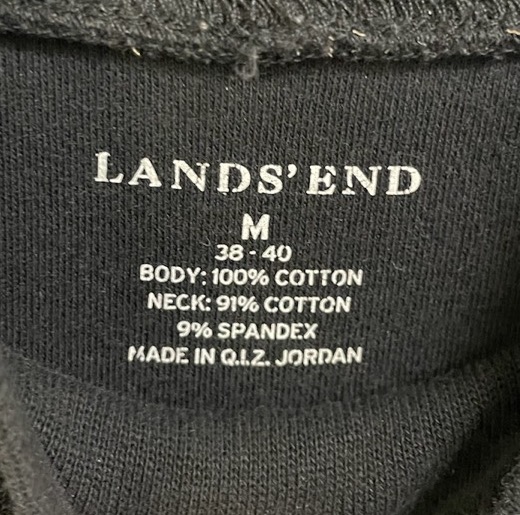 LANDS' END
M
38 - 40
BODY: 100% COTTON
NECK: 91% COTTON
9% SPANDEX
MADE IN Q.I.Z. JORDAN